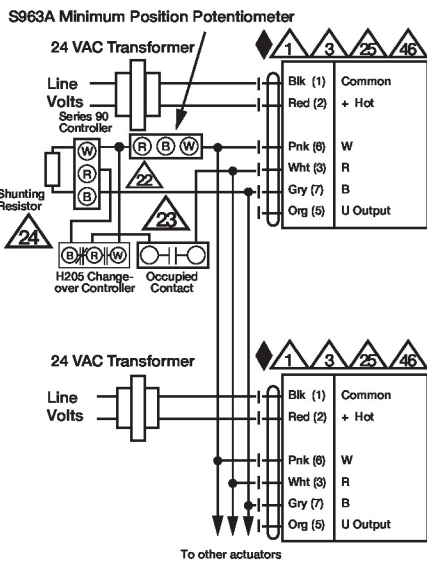 S963A Minimum Position Potentiometer
24 VAC Transformer
1 3 25 46
Line
Volts
Blk (1) Common
Red (2) + Hot
Series 90
Controller
W
R
B
R B W
Pnk (6) W
Wht (3) R
Gry (7) B
Org (5) U Output
22
23
Shunting
Resistor
24
B R W
H205 Change-
over Controller
Occupied
Contact
24 VAC Transformer
1 3 25 46
Line
Volts
Blk (1) Common
Red (2) + Hot
Pnk (6) W
Wht (3) R
Gry (7) B
Org (5) U Output
To other actuators